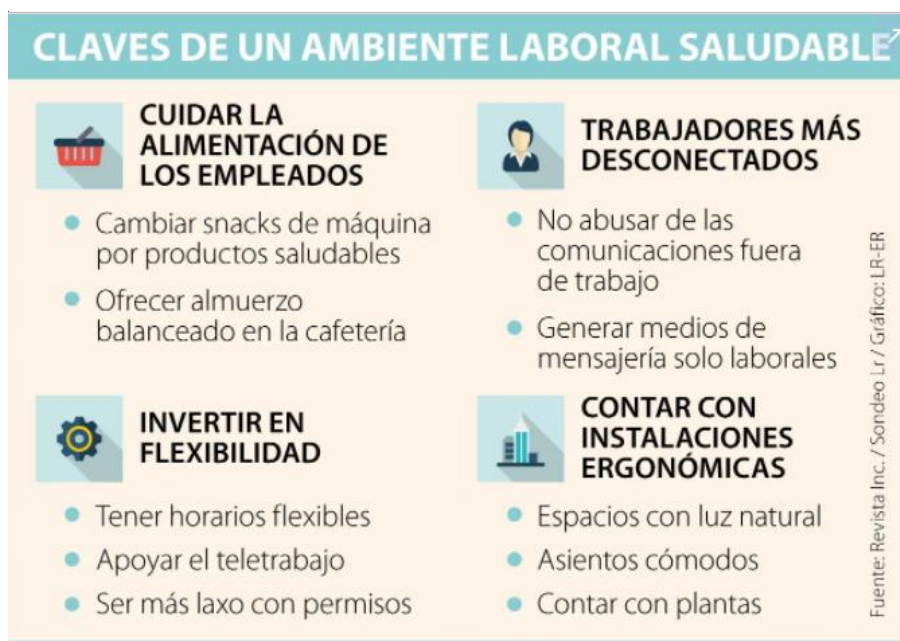 CLAVES DE UN AMBIENTE LABORAL SALUDABLE
CUIDAR LA
ALIMENTACIÓN DE
LOS EMPLEADOS
Cambiar snacks de máquina
por productos saludables
Ofrecer almuerzo
balanceado en la cafetería
TRABAJADORES MÁS
DESCONECTADOS
No abusar de las
comunicaciones fuera
de trabajo
Generar medios de
mensajería solo laborales
INVERTIR EN
FLEXIBILIDAD
Tener horarios flexibles
Apoyar el teletrabajo
Ser más laxo con permisos
CONTAR CON
INSTALACIONES
ERGONÓMICAS
Espacios con luz natural
Asientos cómodos
Contar con plantas
Fuente: Revista Inc. / Sondeo Lr / Gráfico: LR-ER